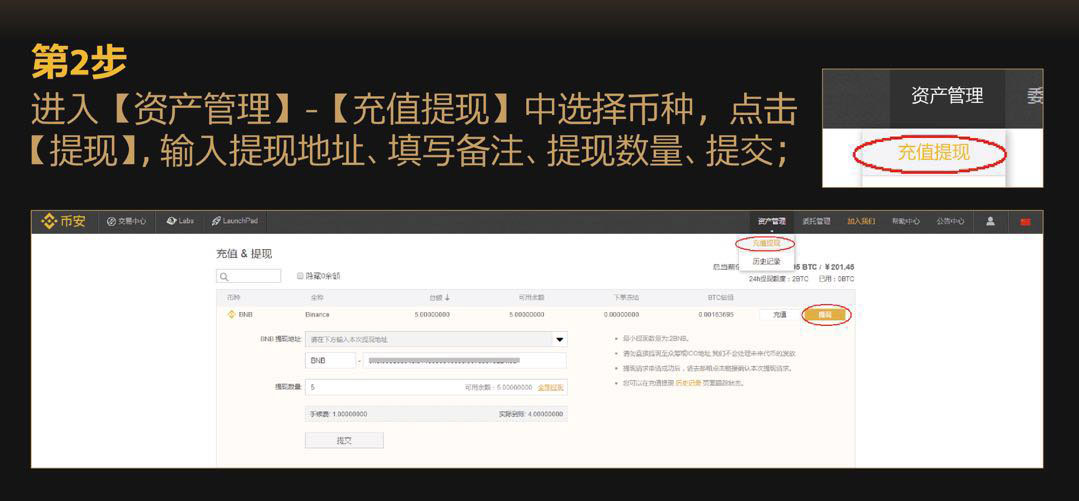 第2步
进入【资产管理】-【充值提现】中选择币种，点击
【提现】, 输入提现地址、填写备注、提现数量、提交；
资产管理 委
充值提现
币安 交易中心 Labs LaunchPad 资产管理 委托管理 加入我们 帮助中心 公告中心
充值提现
历史记录
充值 & 提现
隐藏0余额
BTC / ¥201.46
24h提现额度：2BTC 已用：0BTC
币种 全称 总额↓ 可用余额 下单冻结 BTC估值
BNB Binance 5.00000000 5.00000000 0.00000000 0.00163695 充值 提现
BNB 提现地址: 请在下方输入本次提现地址
BNB -
提现数量: 5 可用余额：5.00000000 全部提现
手续费: 1.00000000 实际到账: 4.00000000
提交
最小提现数量为:2BNB。
请勿直接提现至众筹或ICO地址,我们不会处理未来代币的发放
提现请求申请成功后，请去邮箱点击链接确认本次提现请求。
您可以在充值提现 历史记录 页面跟踪状态。